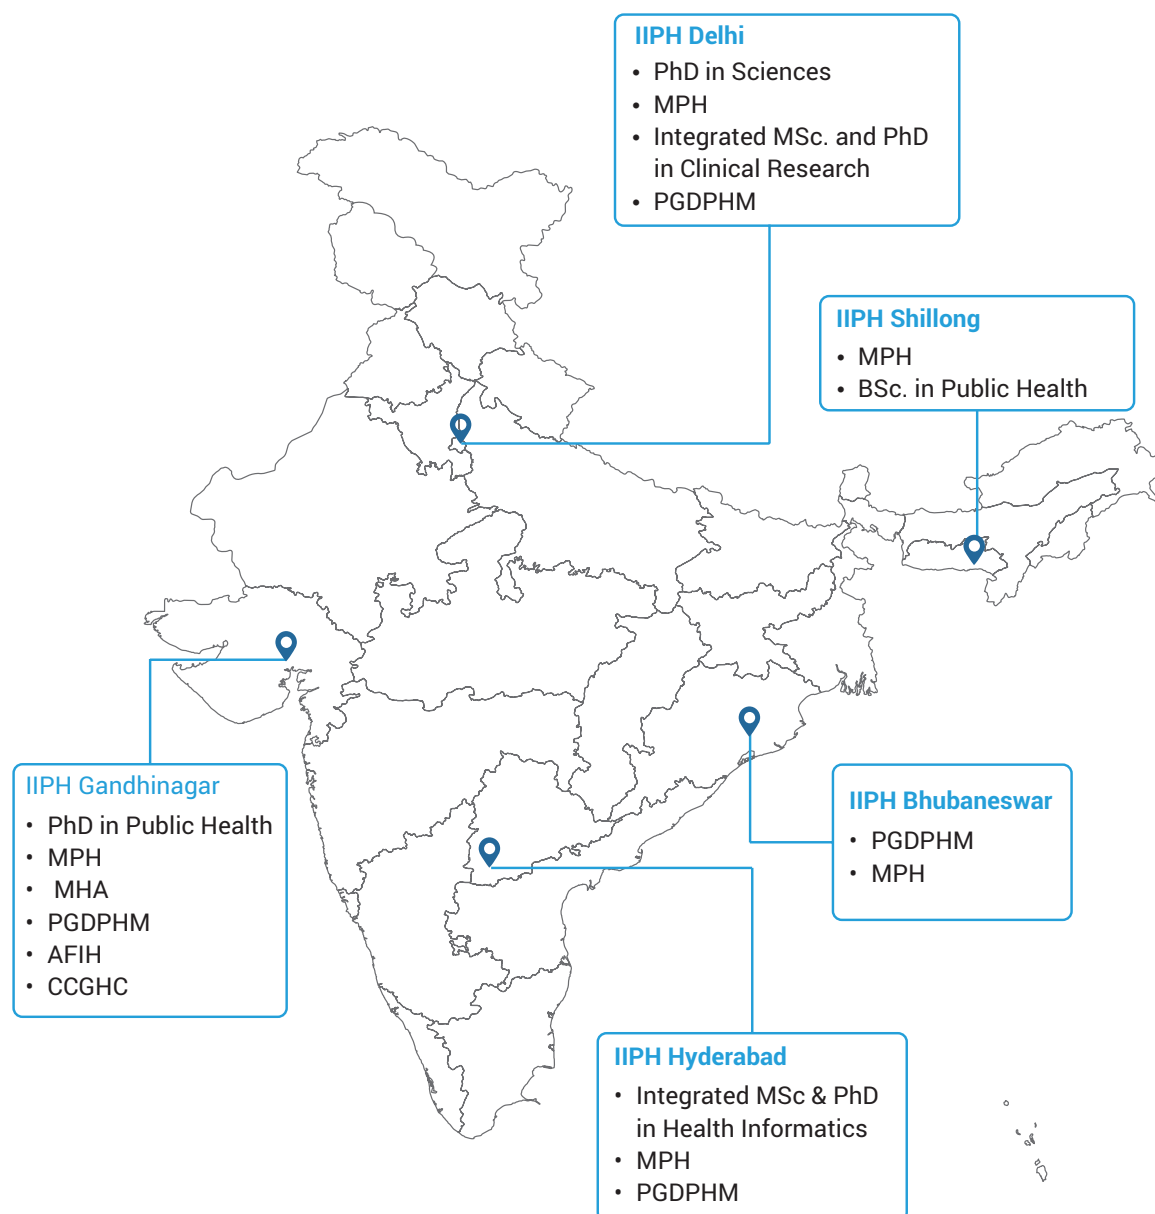 IIPH Delhi
• PhD in Sciences
• MPH
• Integrated MSc. and PhD
in Clinical Research
• PGDPHM
IIPH Shillong
• MPH
• BSc. in Public Health
IIPH Gandhinagar
• PhD in Public Health
• MPH
• MHA
• PGDPHM
• AFIH
• CCGHC
IIPH Bhubaneswar
• PGDPHM
• MPH
IIPH Hyderabad
• Integrated MSc & PhD
in Health Informatics
• MPH
• PGDPHM